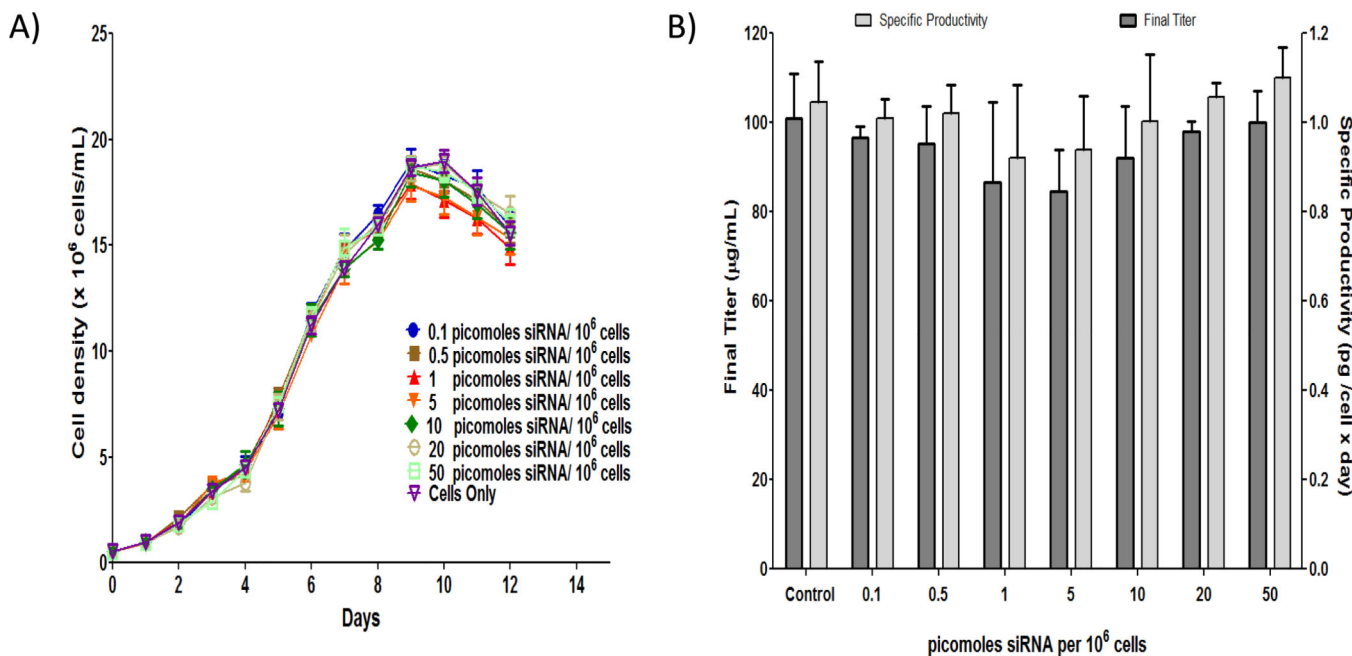 A)
25
20
15
10
5
0
Cell density (x 10⁶ cells/mL)
0 2 4 6 8 10 12 14
Days
0.1 picomoles siRNA/ 10⁶ cells
0.5 picomoles siRNA/ 10⁶ cells
1 picomoles siRNA/ 10⁶ cells
5 picomoles siRNA/ 10⁶ cells
10 picomoles siRNA/ 10⁶ cells
20 picomoles siRNA/ 10⁶ cells
50 picomoles siRNA/ 10⁶ cells
Cells Only
B)
Specific Productivity Final Titer
120
100
80
60
40
20
0
Final Titer (µg/mL)
1.2
1.0
0.8
0.6
0.4
0.2
0.0
Specific Productivity (pg /cell x day)
Control 0.1 0.5 1 5 10 20 50
picomoles siRNA per 10⁶ cells